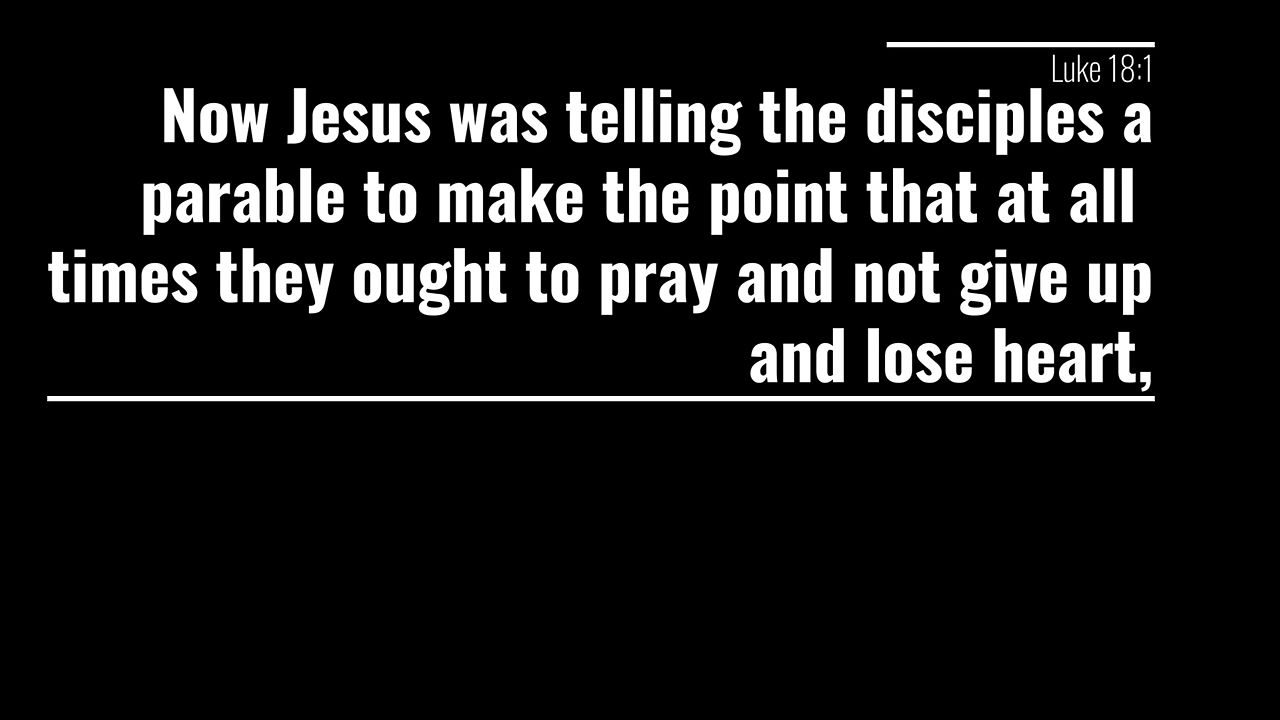 Luke 18:1
Now Jesus was telling the disciples a
parable to make the point that at all
times they ought to pray and not give up
and lose heart,